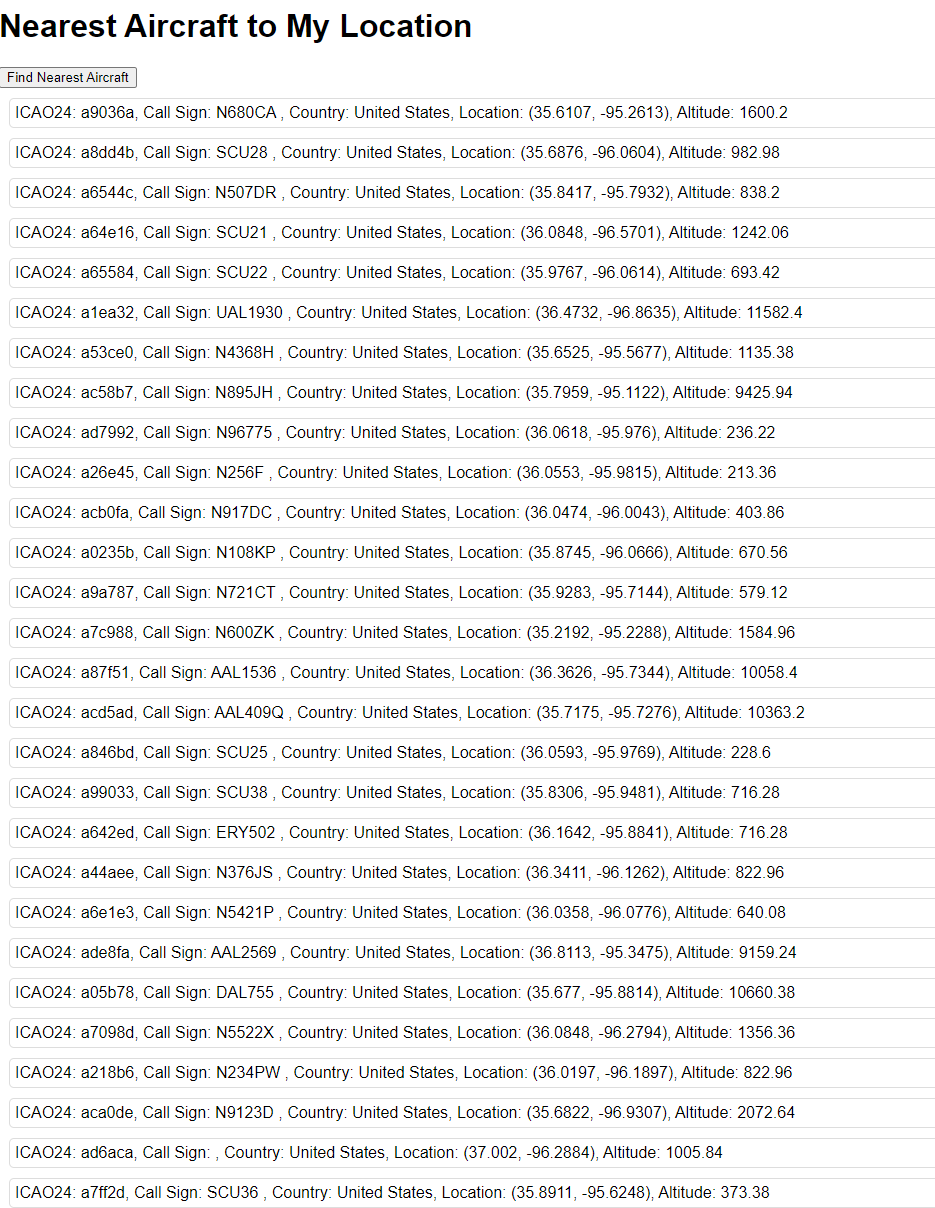 Nearest Aircraft to My Location
Find Nearest Aircraft
ICAO24: a9036a, Call Sign: N680CA , Country: United States, Location: (35.6107, -95.2613), Altitude: 1600.2
ICAO24: a8dd4b, Call Sign: SCU28 , Country: United States, Location: (35.6876, -96.0604), Altitude: 982.98
ICAO24: a6544c, Call Sign: N507DR , Country: United States, Location: (35.8417, -95.7932), Altitude: 838.2
ICAO24: a64e16, Call Sign: SCU21 , Country: United States, Location: (36.0848, -96.5701), Altitude: 1242.06
ICAO24: a65584, Call Sign: SCU22 , Country: United States, Location: (35.9767, -96.0614), Altitude: 693.42
ICAO24: a1ea32, Call Sign: UAL1930 , Country: United States, Location: (36.4732, -96.8635), Altitude: 11582.4
ICAO24: a53ce0, Call Sign: N4368H , Country: United States, Location: (35.6525, -95.5677), Altitude: 1135.38
ICAO24: ac58b7, Call Sign: N895JH , Country: United States, Location: (35.7959, -95.1122), Altitude: 9425.94
ICAO24: ad7992, Call Sign: N96775 , Country: United States, Location: (36.0618, -95.976), Altitude: 236.22
ICAO24: a26e45, Call Sign: N256F , Country: United States, Location: (36.0553, -95.9815), Altitude: 213.36
ICAO24: acb0fa, Call Sign: N917DC , Country: United States, Location: (36.0474, -96.0043), Altitude: 403.86
ICAO24: a0235b, Call Sign: N108KP , Country: United States, Location: (35.8745, -96.0666), Altitude: 670.56
ICAO24: a9a787, Call Sign: N721CT , Country: United States, Location: (35.9283, -95.7144), Altitude: 579.12
ICAO24: a7c988, Call Sign: N600ZK , Country: United States, Location: (35.2192, -95.2288), Altitude: 1584.96
ICAO24: a87f51, Call Sign: AAL1536 , Country: United States, Location: (36.3626, -95.7344), Altitude: 10058.4
ICAO24: acd5ad, Call Sign: AAL409Q , Country: United States, Location: (35.7175, -95.7276), Altitude: 10363.2
ICAO24: a846bd, Call Sign: SCU25 , Country: United States, Location: (36.0593, -95.9769), Altitude: 228.6
ICAO24: a99033, Call Sign: SCU38 , Country: United States, Location: (35.8306, -95.9481), Altitude: 716.28
ICAO24: a642ed, Call Sign: ERY502 , Country: United States, Location: (36.1642, -95.8841), Altitude: 716.28
ICAO24: a44aee, Call Sign: N376JS , Country: United States, Location: (36.3411, -96.1262), Altitude: 822.96
ICAO24: a6e1e3, Call Sign: N5421P , Country: United States, Location: (36.0358, -96.0776), Altitude: 640.08
ICAO24: ade8fa, Call Sign: AAL2569 , Country: United States, Location: (36.8113, -95.3475), Altitude: 9159.24
ICAO24: a05b78, Call Sign: DAL755 , Country: United States, Location: (35.677, -95.8814), Altitude: 10660.38
ICAO24: a7098d, Call Sign: N5522X , Country: United States, Location: (36.0848, -96.2794), Altitude: 1356.36
ICAO24: a218b6, Call Sign: N234PW , Country: United States, Location: (36.0197, -96.1897), Altitude: 822.96
ICAO24: aca0de, Call Sign: N9123D , Country: United States, Location: (35.6822, -96.9307), Altitude: 2072.64
ICAO24: ad6aca, Call Sign: , Country: United States, Location: (37.002, -96.2884), Altitude: 1005.84
ICAO24: a7ff2d, Call Sign: SCU36 , Country: United States, Location: (35.8911, -95.6248), Altitude: 373.38